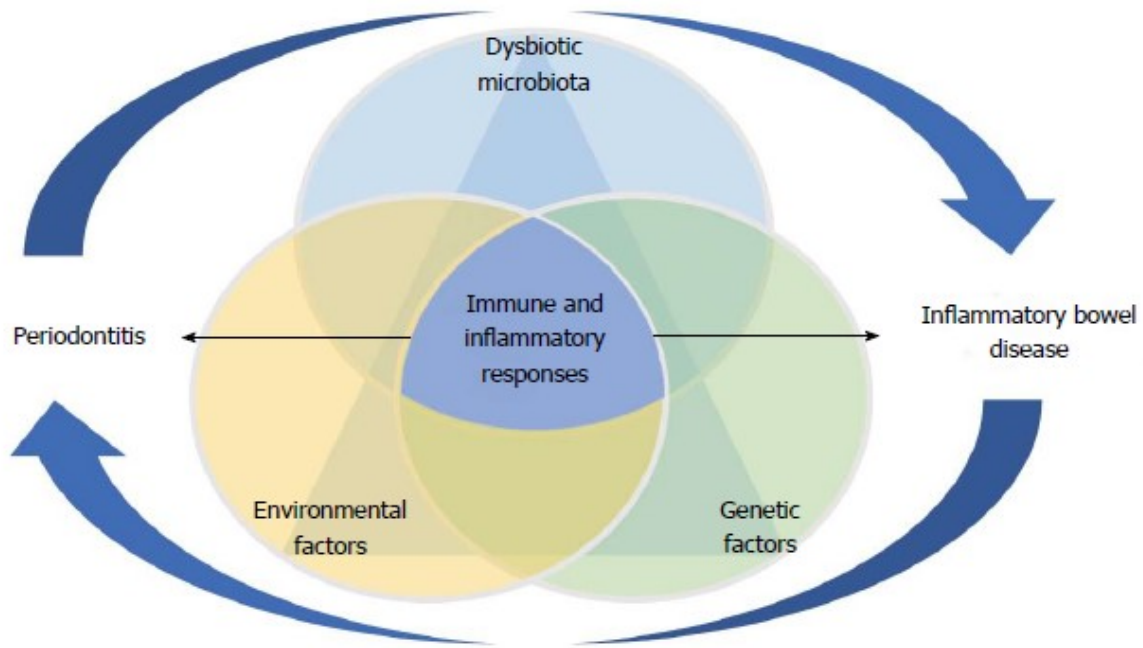 Dysbiotic
microbiota
Immune and
inflammatory
responses
Periodontitis
Inflammatory bowel
disease
Environmental
factors
Genetic
factors